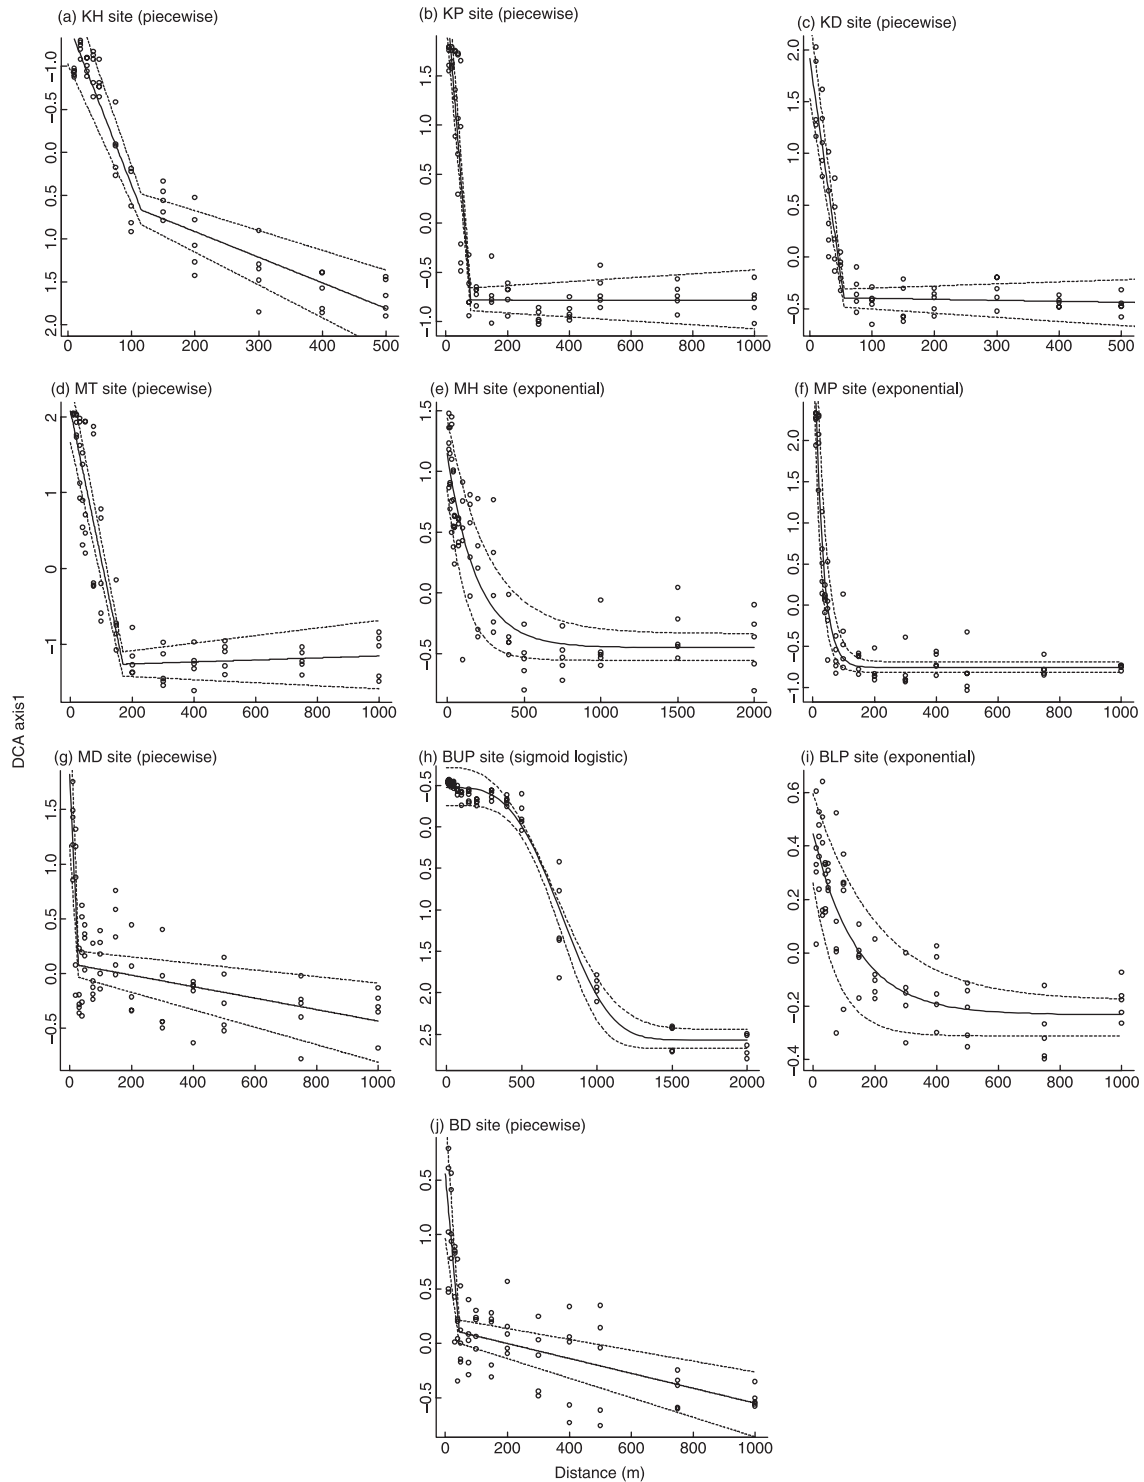 (a) KH site (piecewise)
−1.0
−0.5
0.0
0.5
1.0
1.5
2.0
0 100 200 300 400 500
(b) KP site (piecewise)
1.5
1.0
0.5
0.0
−0.5
−1.0
0 200 400 600 800 1000
(c) KD site (piecewise)
2.0
1.5
1.0
0.5
0.0
−0.5
0 100 200 300 400 500
(d) MT site (piecewise)
2
1
0
−1
0 200 400 600 800 1000
(e) MH site (exponential)
1.5
1.0
0.5
0.0
−0.5
0 500 1000 1500 2000
(f) MP site (exponential)
2.0
1.5
1.0
0.5
0.0
−0.5
−1.0
0 200 400 600 800 1000
DCA axis1
(g) MD site (piecewise)
1.5
1.0
0.5
0.0
−0.5
0 200 400 600 800 1000
(h) BUP site (sigmoid logistic)
−0.5
0.0
0.5
1.0
1.5
2.0
2.5
0 500 1000 1500 2000
(i) BLP site (exponential)
0.6
0.4
0.2
0.0
−0.2
−0.4
0 200 400 600 800 1000
(j) BD site (piecewise)
1.0
0.5
0.0
−0.5
0 200 400 600 800 1000
Distance (m)